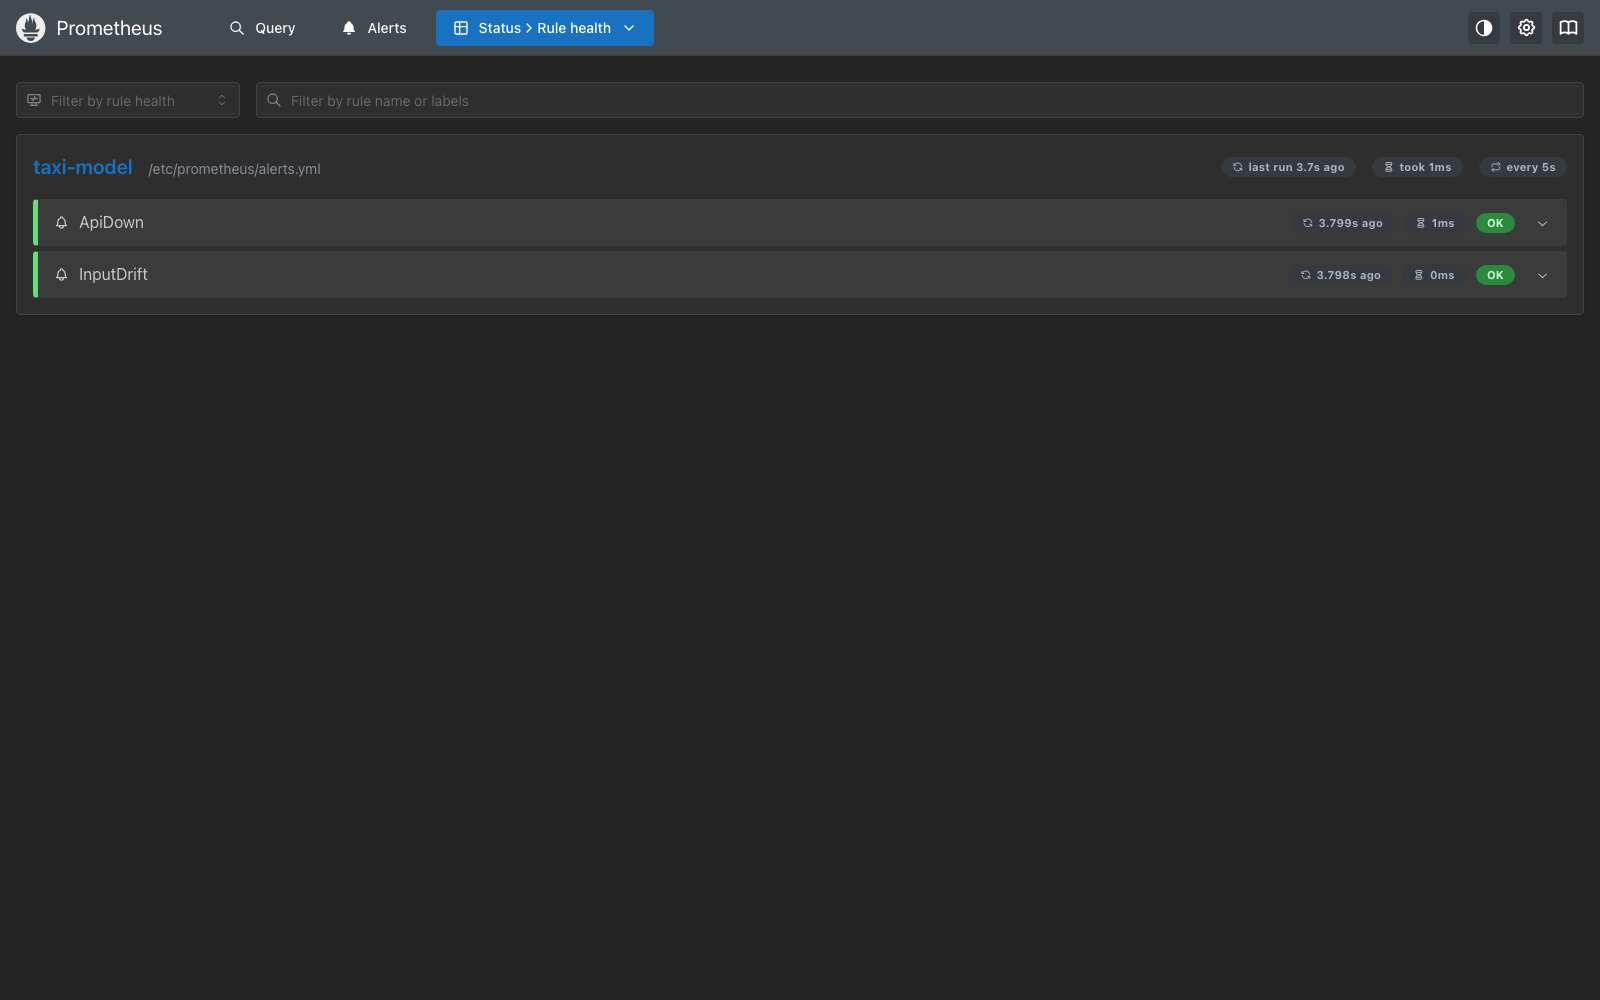 Prometheus Query Alerts Status > Rule health
Filter by rule health Filter by rule name or labels
taxi-model /etc/prometheus/alerts.yml last run 3.7s ago took 1ms every 5s
ApiDown 3.799s ago 1ms OK
InputDrift 3.798s ago 0ms OK